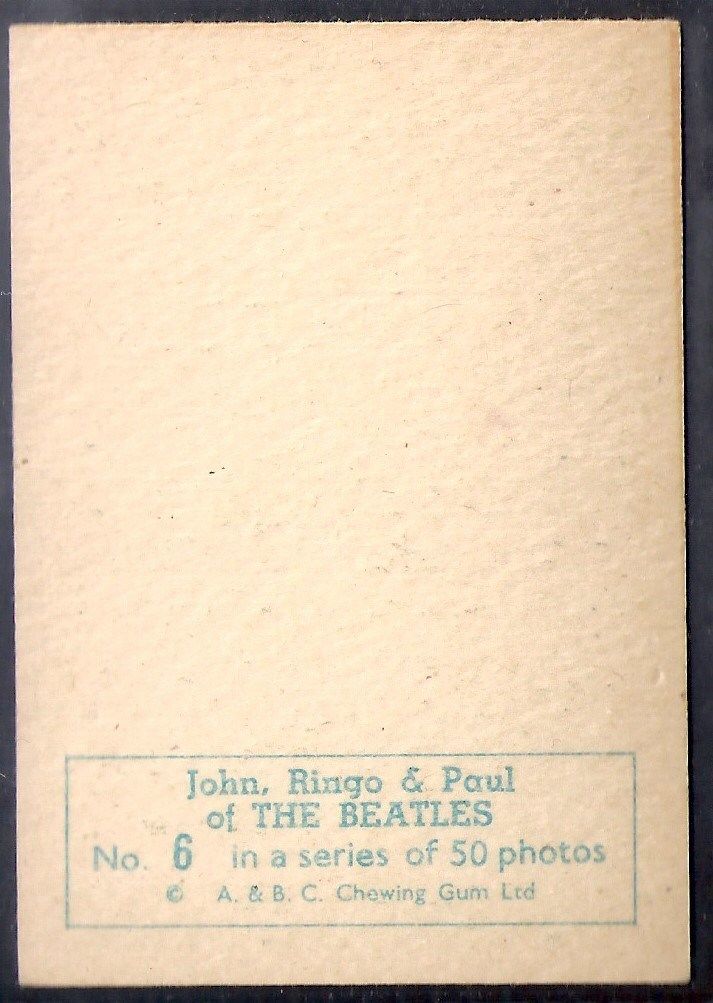 John, Ringo & Paul
of THE BEATLES
No. 6 in a series of 50 photos
© A. & B. C. Chewing Gum Ltd